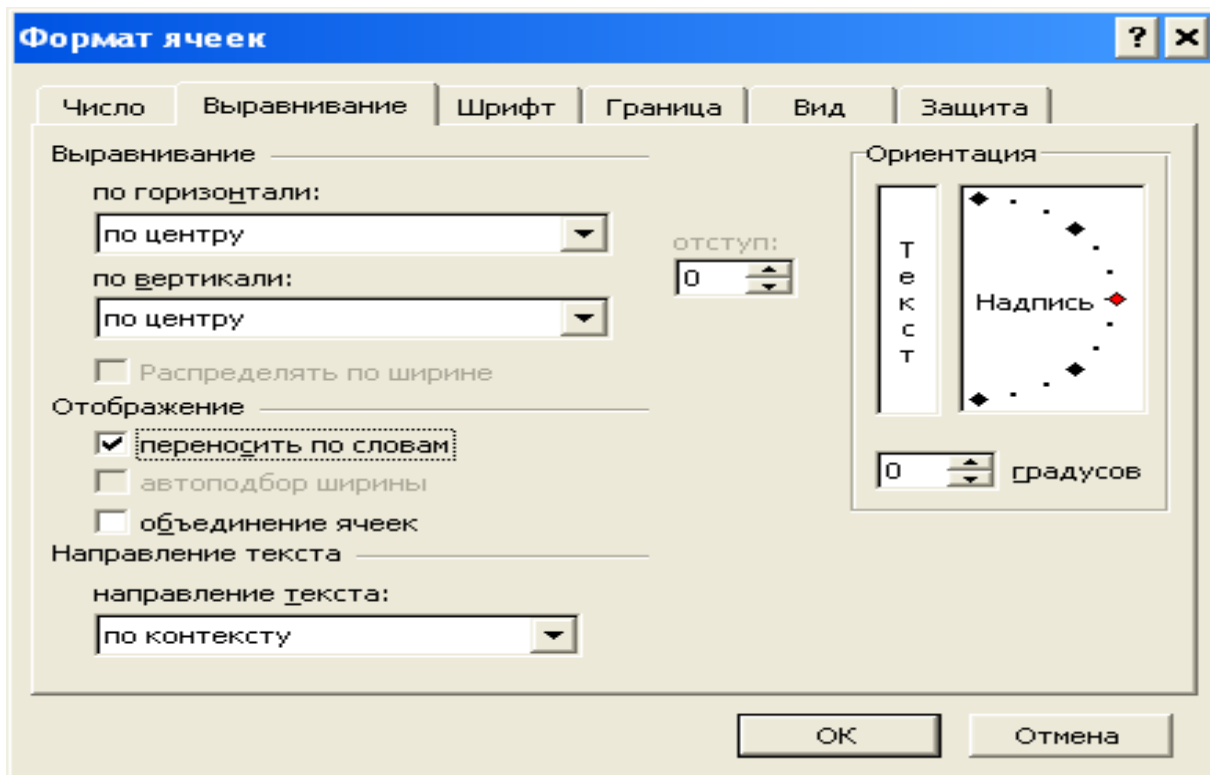 Формат ячеек
Число Выравнивание Шрифт Граница Вид Защита
Выравнивание
по горизонтали:
по центру
отступ:
0
по вертикали:
по центру
Распределять по ширине
Отображение
переносить по словам
автоподбор ширины
объединение ячеек
Направление текста
направление текста:
по контексту
Ориентация
Текст
Надпись
0 градусов
ОК Отмена